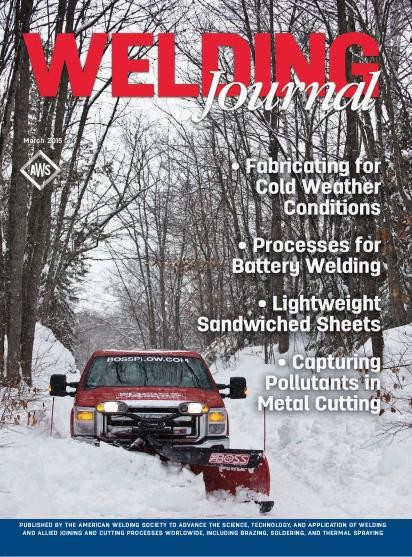 WELDING
Journal
March 2015
AWS
• Fabricating for
Cold Weather
Conditions
• Processes for
Battery Welding
• Lightweight
Sandwiched Sheets
• Capturing
Pollutants in
Metal Cutting
BOSSPLOW.COM
THE BOSS
POWER
PUBLISHED BY THE AMERICAN WELDING SOCIETY TO ADVANCE THE SCIENCE, TECHNOLOGY, AND APPLICATION OF WELDING
AND ALLIED JOINING AND CUTTING PROCESSES WORLDWIDE, INCLUDING BRAZING, SOLDERING, AND THERMAL SPRAYING